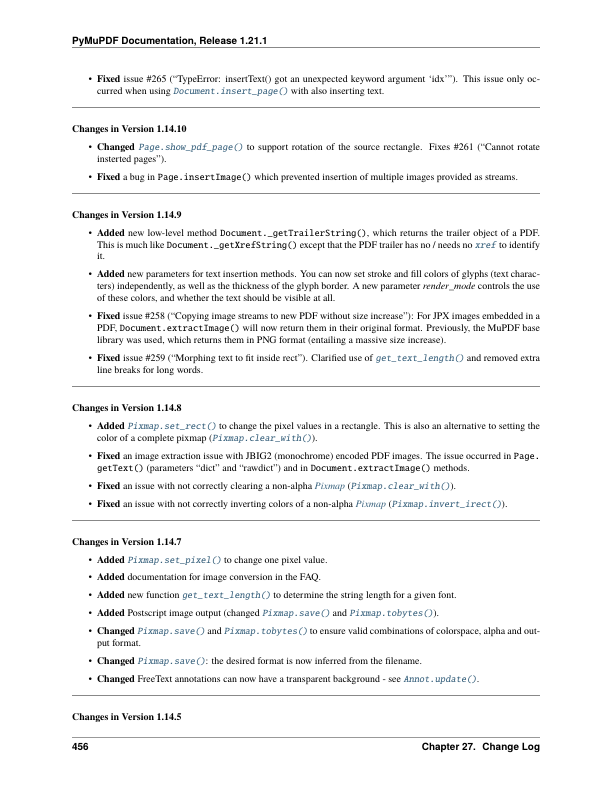 PyMuPDF Documentation, Release 1.21.1
• Fixed issue #265 (“TypeError: insertText() got an unexpected keyword argument ‘idx’”). This issue only oc-
curred when using Document.insert_page() with also inserting text.
Changes in Version 1.14.10
• Changed Page.show_pdf_page() to support rotation of the source rectangle. Fixes #261 (“Cannot rotate
insterted pages”).
• Fixed a bug in Page.insertImage() which prevented insertion of multiple images provided as streams.
Changes in Version 1.14.9
• Added new low-level method Document._getTrailerString(), which returns the trailer object of a PDF.
This is much like Document._getXrefString() except that the PDF trailer has no / needs no xref to identify
it.
• Added new parameters for text insertion methods. You can now set stroke and fill colors of glyphs (text charac-
ters) independently, as well as the thickness of the glyph border. A new parameter render_mode controls the use
of these colors, and whether the text should be visible at all.
• Fixed issue #258 (“Copying image streams to new PDF without size increase”): For JPX images embedded in a
PDF, Document.extractImage() will now return them in their original format. Previously, the MuPDF base
library was used, which returns them in PNG format (entailing a massive size increase).
• Fixed issue #259 (“Morphing text to fit inside rect”). Clarified use of get_text_length() and removed extra
line breaks for long words.
Changes in Version 1.14.8
• Added Pixmap.set_rect() to change the pixel values in a rectangle. This is also an alternative to setting the
color of a complete pixmap (Pixmap.clear_with()).
• Fixed an image extraction issue with JBIG2 (monochrome) encoded PDF images. The issue occurred in Page.
getText() (parameters “dict” and “rawdict”) and in Document.extractImage() methods.
• Fixed an issue with not correctly clearing a non-alpha Pixmap (Pixmap.clear_with()).
• Fixed an issue with not correctly inverting colors of a non-alpha Pixmap (Pixmap.invert_irect()).
Changes in Version 1.14.7
• Added Pixmap.set_pixel() to change one pixel value.
• Added documentation for image conversion in the FAQ.
• Added new function get_text_length() to determine the string length for a given font.
• Added Postscript image output (changed Pixmap.save() and Pixmap.tobytes()).
• Changed Pixmap.save() and Pixmap.tobytes() to ensure valid combinations of colorspace, alpha and out-
put format.
• Changed Pixmap.save(): the desired format is now inferred from the filename.
• Changed FreeText annotations can now have a transparent background - see Annot.update().
Changes in Version 1.14.5
456 Chapter 27. Change Log